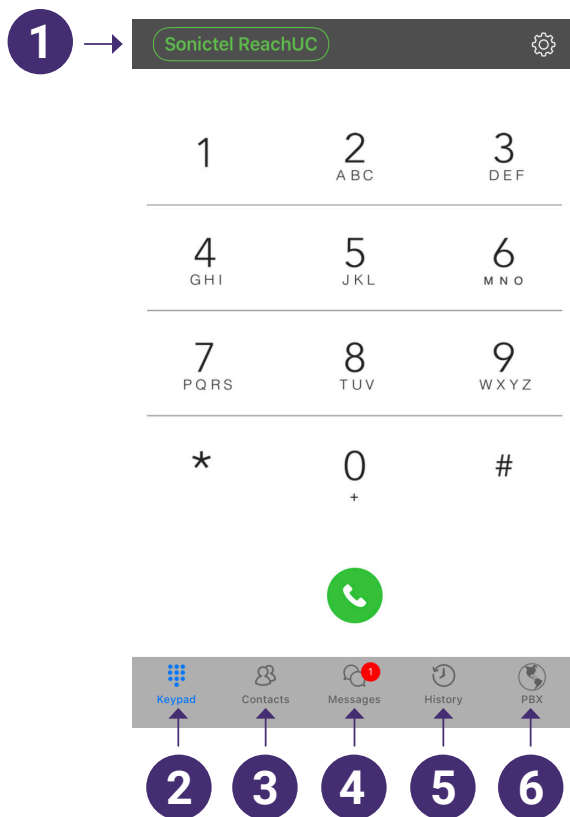 1
Sonictel ReachUC
1 2 3
ABC DEF
4 5 6
GHI JKL MNO
7 8 9
PQRS TUV WXYZ
* 0 #
+
1
Keypad Contacts Messages History PBX
2 3 4 5 6